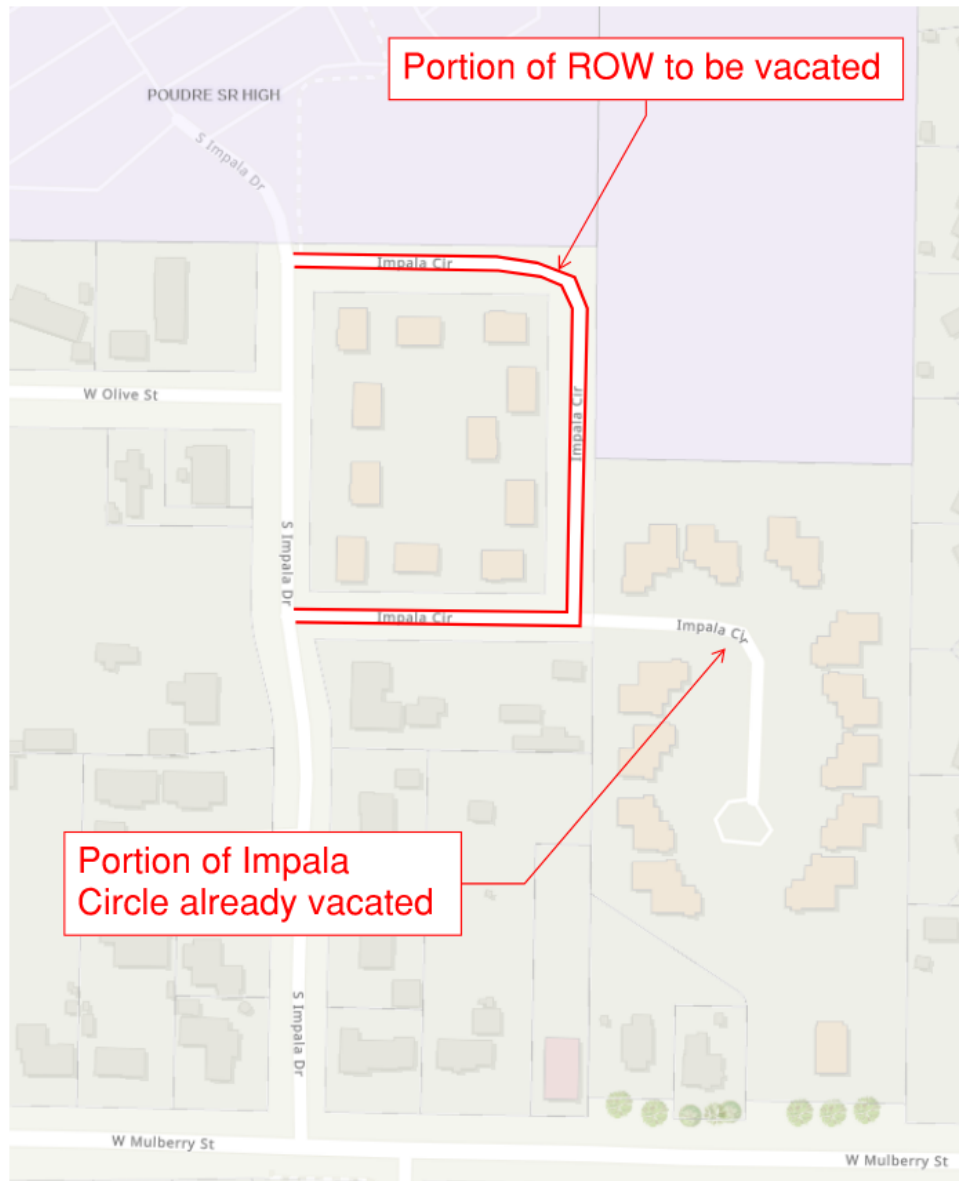 Portion of ROW to be vacated
POUDRE SR HIGH
S Impala Dr
Impala Cir
W Olive St
Impala Cir
S Impala Dr
Impala Cir
Impala Cir
Portion of Impala
Circle already vacated
S Impala Dr
W Mulberry St
W Mulberry St